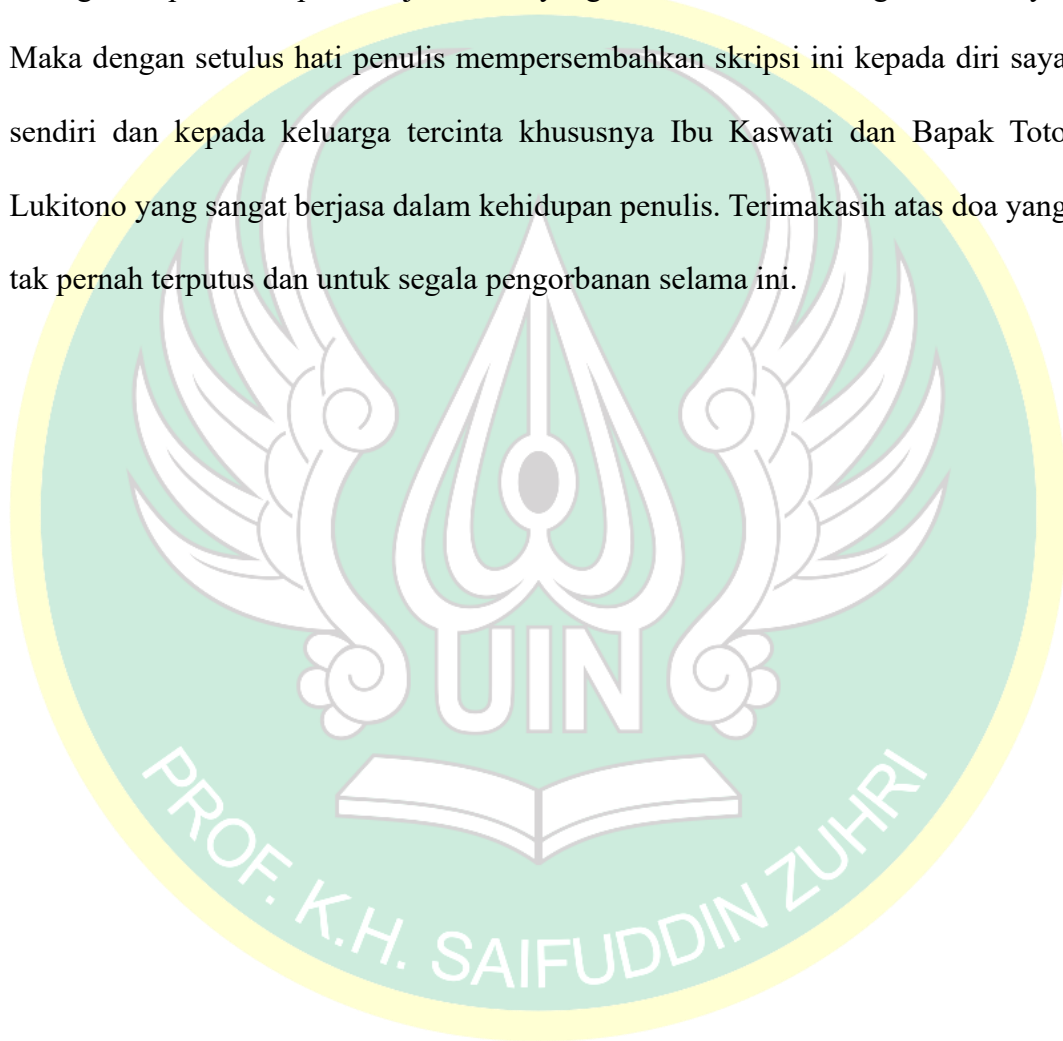 Maka dengan setulus hati penulis mempersembahkan skripsi ini kepada diri saya
sendiri dan kepada keluarga tercinta khususnya Ibu Kaswati dan Bapak Toto
Lukitono yang sangat berjasa dalam kehidupan penulis. Terimakasih atas doa yang
tak pernah terputus dan untuk segala pengorbanan selama ini.
UIN
PROF. K.H. SAIFUDDIN ZUHRI